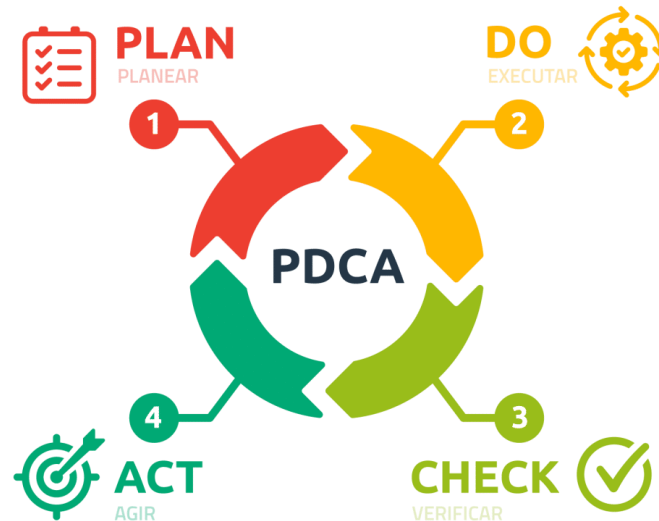 PLAN
PLANEAR
1
DO
EXECUTAR
2
PDCA
4
ACT
AGIR
3
CHECK
VERIFICAR